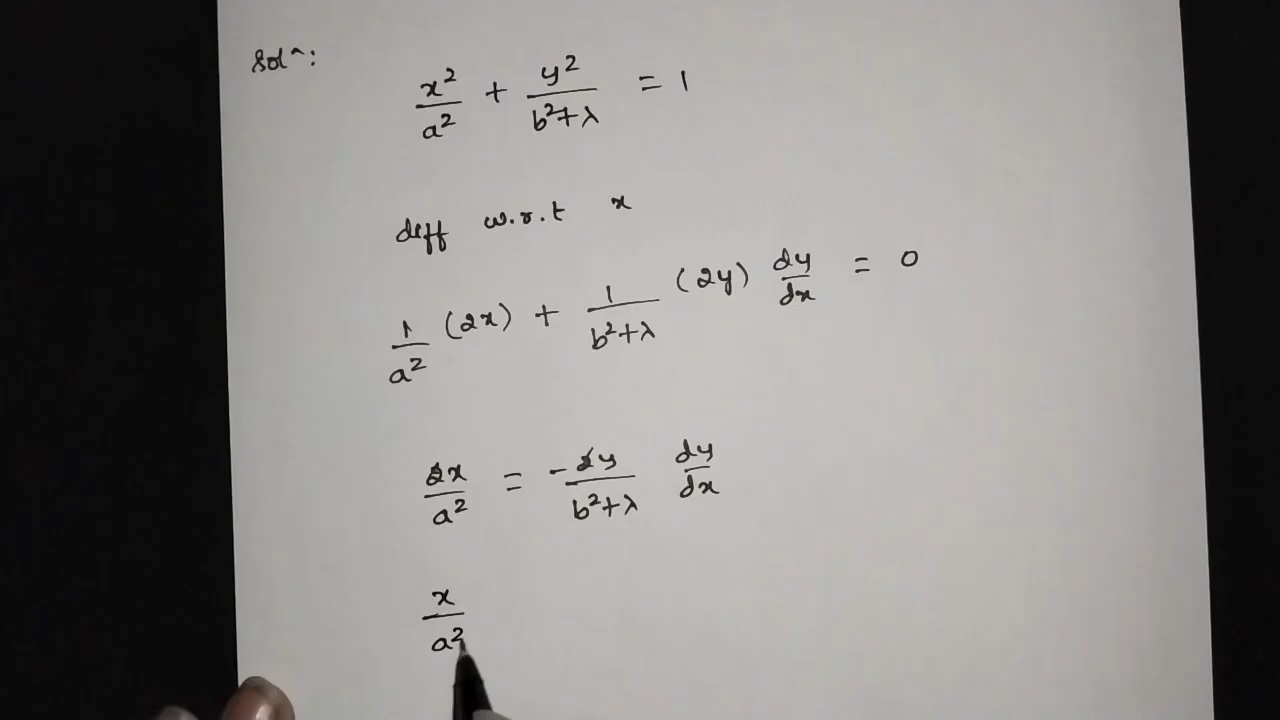 Solⁿ:
x²/a² + y²/(b²+λ) = 1
diff w.r.t x
1/a² (2x) + 1/(b²+λ) (2y) dy/dx = 0
2x/a² = -2y/(b²+λ) dy/dx
x/a²